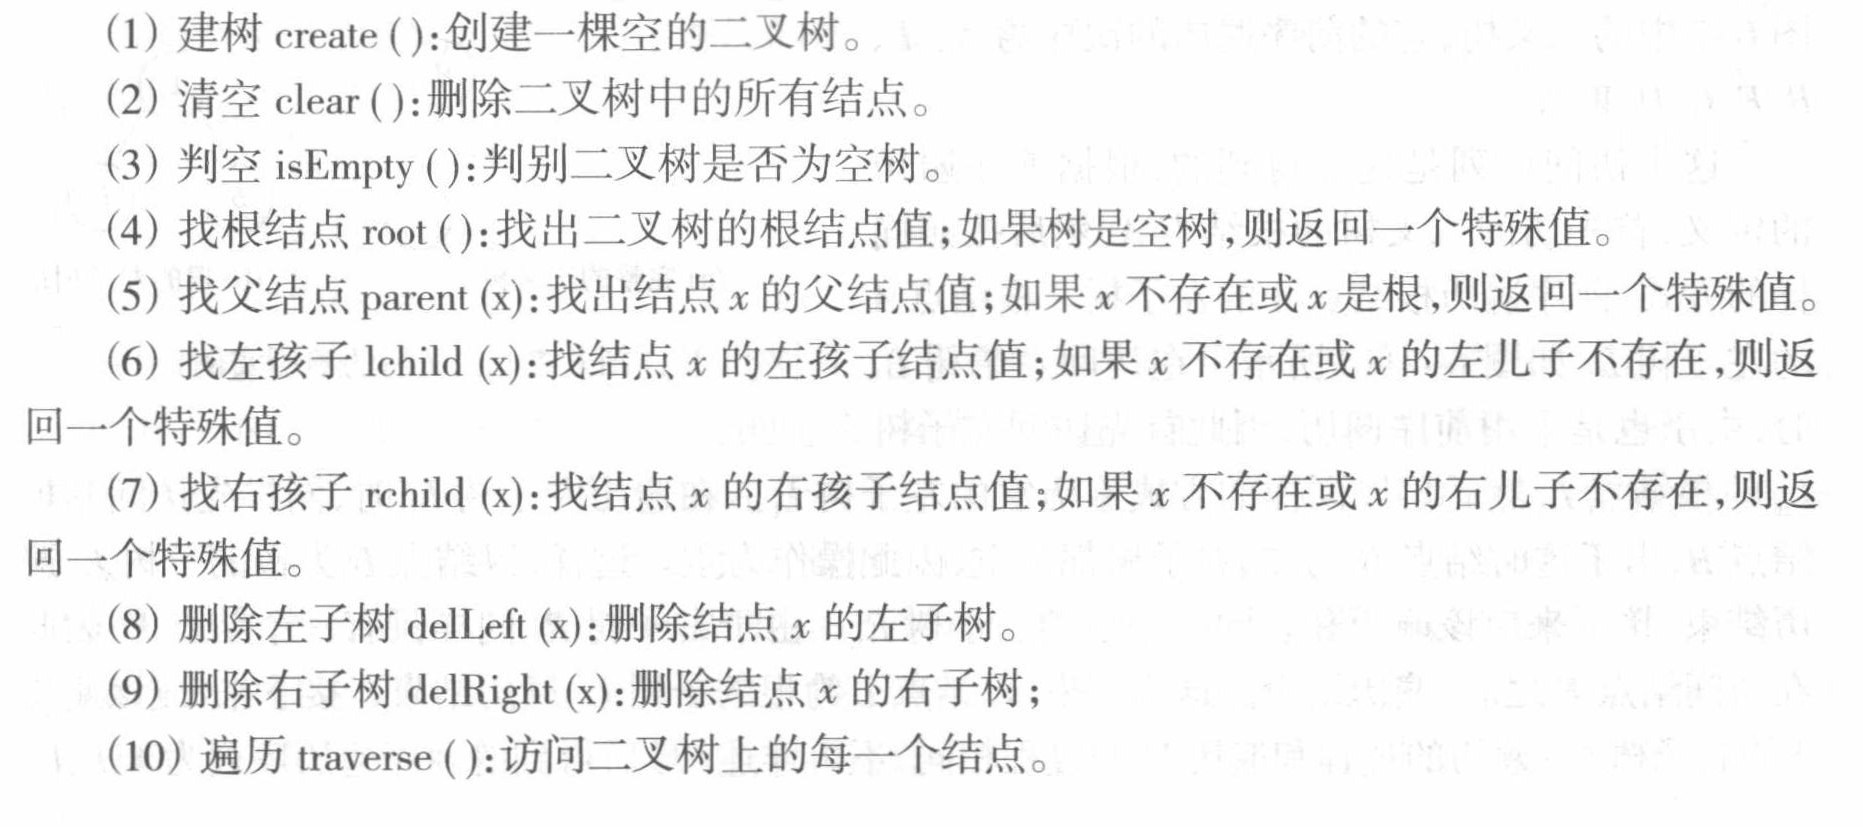 (1) 建树 create ( ):创建一棵空的二叉树。
(2) 清空 clear ( ):删除二叉树中的所有结点。
(3) 判空 isEmpty ( ):判别二叉树是否为空树。
(4) 找根结点 root ( ):找出二叉树的根结点值;如果树是空树,则返回一个特殊值。
(5) 找父结点 parent (x):找出结点 x 的父结点值;如果 x 不存在或 x 是根,则返回一个特殊值。
(6) 找左孩子 lchild (x):找结点 x 的左孩子结点值;如果 x 不存在或 x 的左儿子不存在,则返
回一个特殊值。
(7) 找右孩子 rchild (x):找结点 x 的右孩子结点值;如果 x 不存在或 x 的右儿子不存在,则返
回一个特殊值。
(8) 删除左子树 delLeft (x):删除结点 x 的左子树。
(9) 删除右子树 delRight (x):删除结点 x 的右子树;
(10) 遍历 traverse ( ):访问二叉树上的每一个结点。